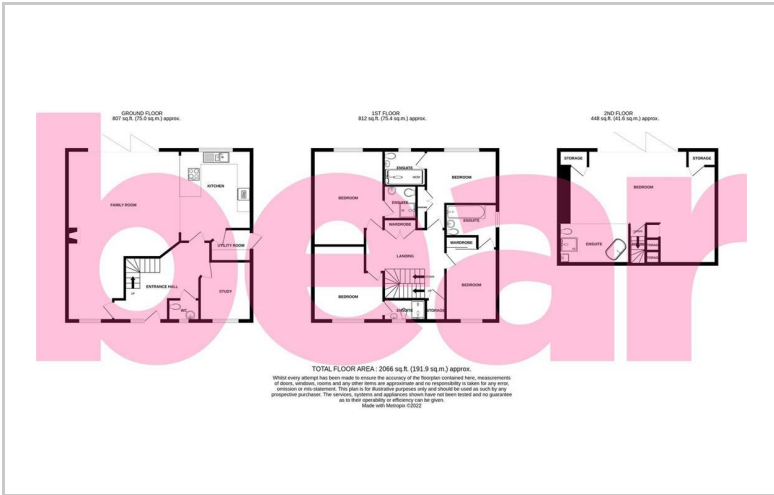 GROUND FLOOR
807 sq.ft. (75.0 sq.m.) approx.
FAMILY ROOM
KITCHEN
UTILITY ROOM
ENTRANCE HALL
UP
STUDY
WC
1ST FLOOR
812 sq.ft. (75.4 sq.m.) approx.
ENSUITE
BEDROOM
BEDROOM
ENSUITE
WARDROBE
ENSUITE
WARDROBE
LANDING
DOWN
UP
BEDROOM
BEDROOM
ENSUITE
STORAGE
2ND FLOOR
448 sq.ft. (41.6 sq.m.) approx.
STORAGE
STORAGE
BEDROOM
DOWN
ENSUITE
bear
TOTAL FLOOR AREA : 2066 sq.ft. (191.9 sq.m.) approx.
Whilst every attempt has been made to ensure the accuracy of the floorplan contained here, measurements
of doors, windows, rooms and any other items are approximate and no responsibility is taken for any error,
omission or mis-statement. This plan is for illustrative purposes only and should be used as such by any
prospective purchaser. The services, systems and appliances shown have not been tested and no guarantee
as to their operability or efficiency can be given.
Made with Metropix ©2022